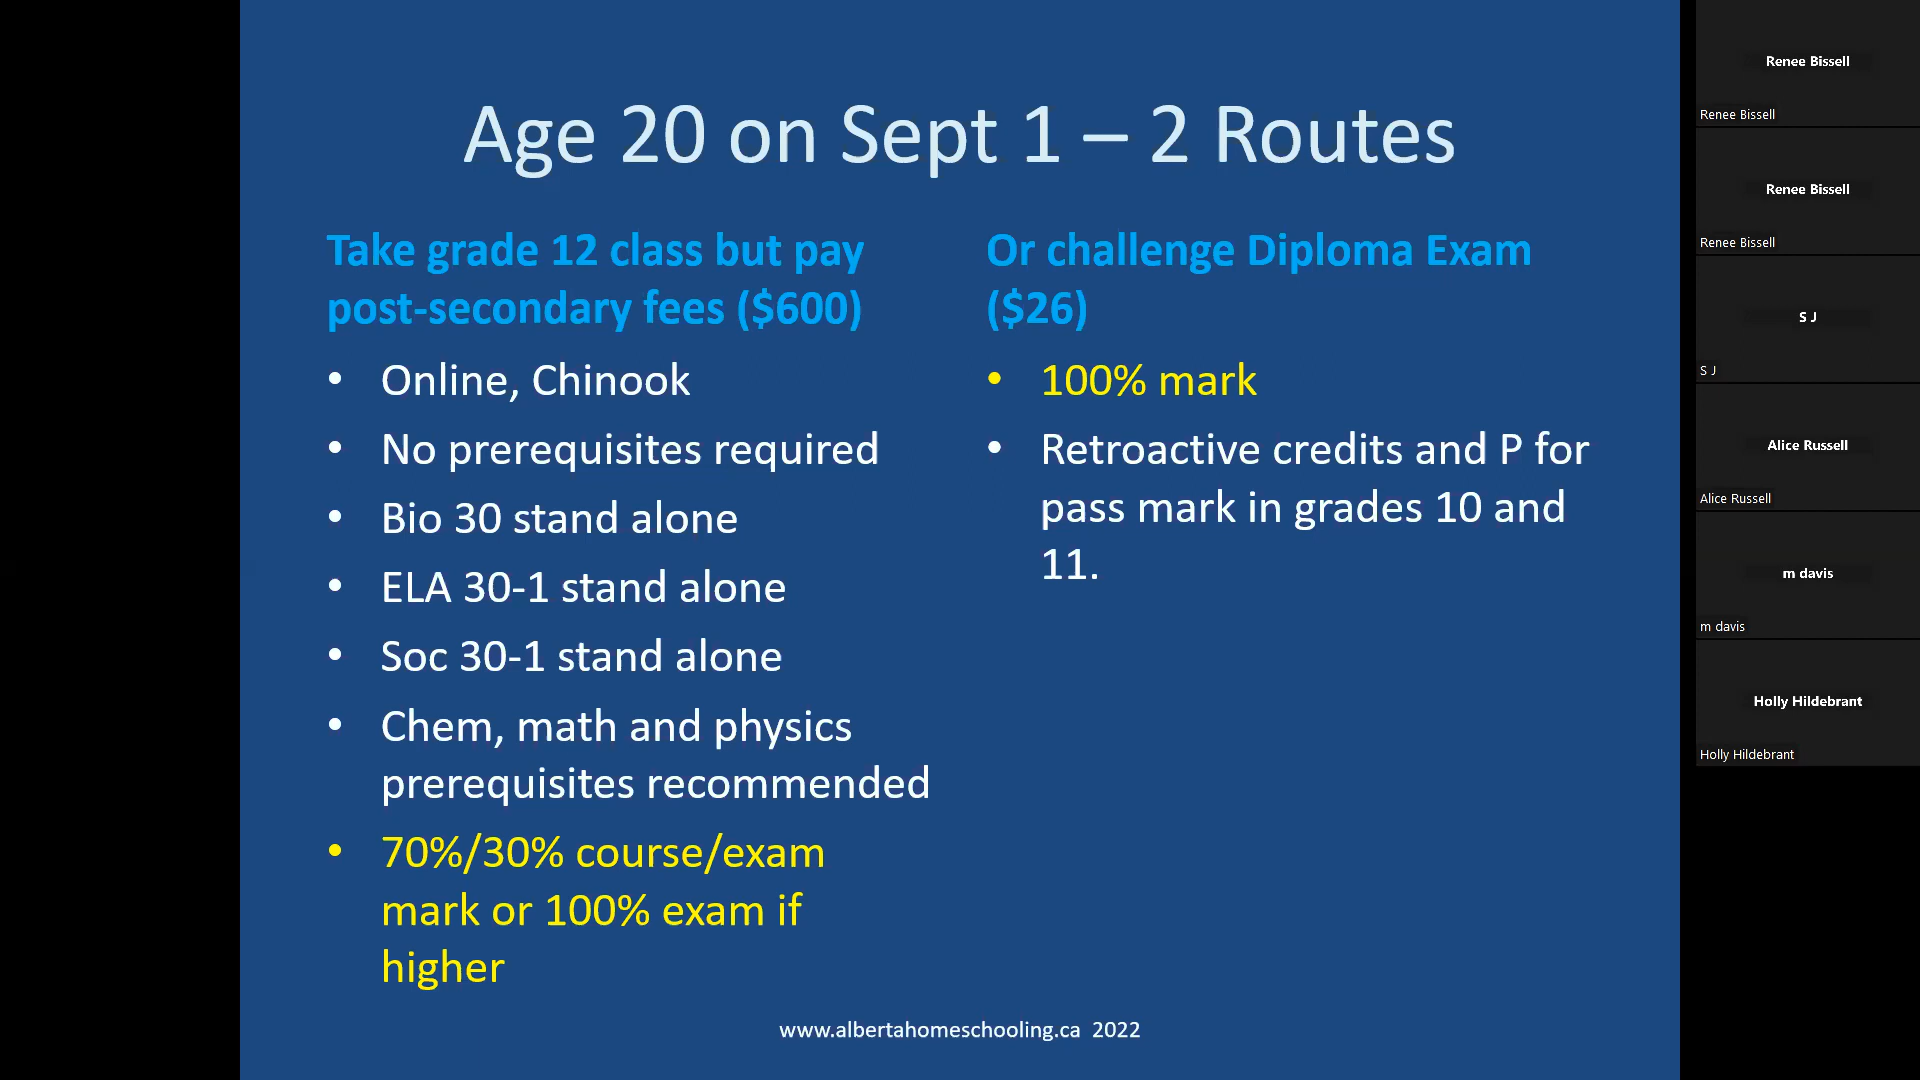 Age 20 on Sept 1 – 2 Routes
Take grade 12 class but pay
post-secondary fees ($600)
• Online, Chinook
• No prerequisites required
• Bio 30 stand alone
• ELA 30-1 stand alone
• Soc 30-1 stand alone
• Chem, math and physics
prerequisites recommended
• 70%/30% course/exam
mark or 100% exam if
higher
Or challenge Diploma Exam
($26)
• 100% mark
• Retroactive credits and P for
pass mark in grades 10 and
11.
www.albertahomeschooling.ca 2022
Renee Bissell
Renee Bissell
Renee Bissell
Renee Bissell
S J
S J
Alice Russell
Alice Russell
m davis
m davis
Holly Hildebrant
Holly Hildebrant